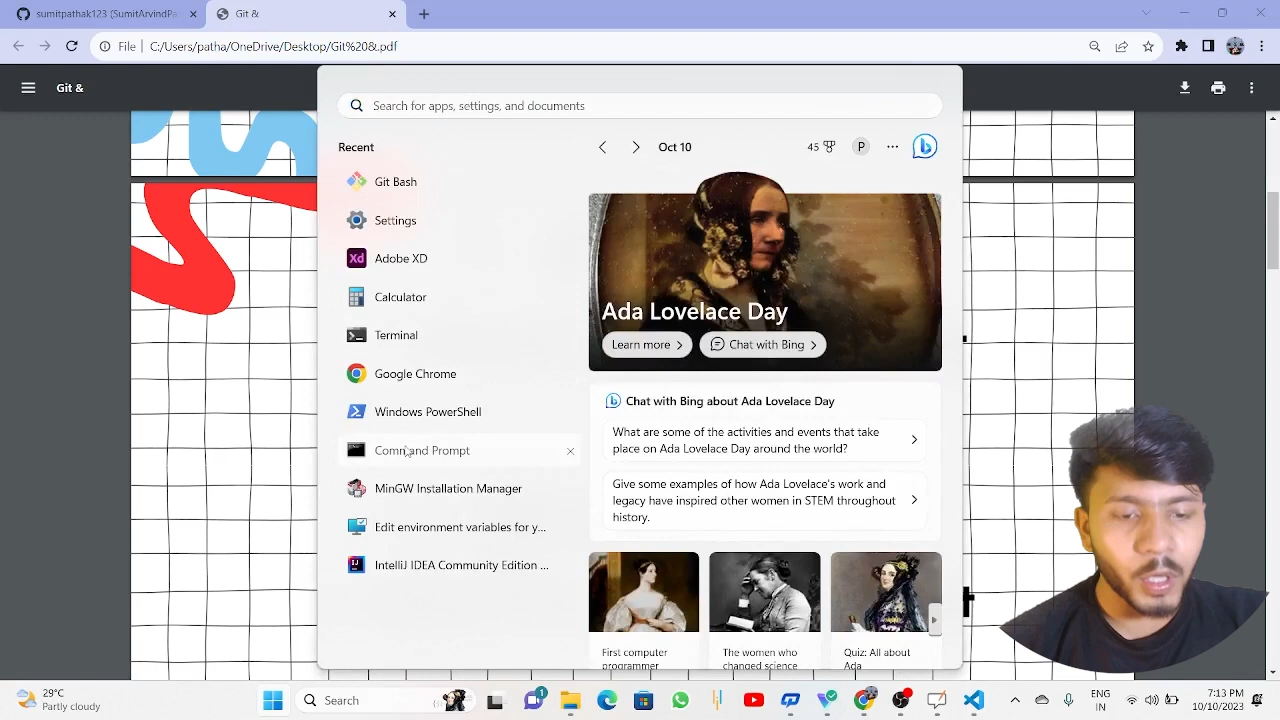 sumitpathak123 (SumitArvindPa
Git &
File
C:/Users/patha/OneDrive/Desktop/Git%20&.pdf
Git &
Search for apps, settings, and documents
Recent
Oct 10
45
P
Git Bash
Settings
Xd
Adobe XD
Calculator
Terminal
Google Chrome
Windows PowerShell
Command Prompt
MinGW Installation Manager
Edit environment variables for y...
IntelliJ IDEA Community Edition ...
Ada Lovelace Day
Learn more
Chat with Bing
Chat with Bing about Ada Lovelace Day
What are some of the activities and events that take
place on Ada Lovelace Day around the world?
Give some examples of how Ada Lovelace's work and
legacy have inspired other women in STEM throughout
history.
First computer
programmer
The women who
changed science
Quiz: All about
Ada
29°C
Partly cloudy
Search
1
ENG
IN
7:13 PM
10/10/2023